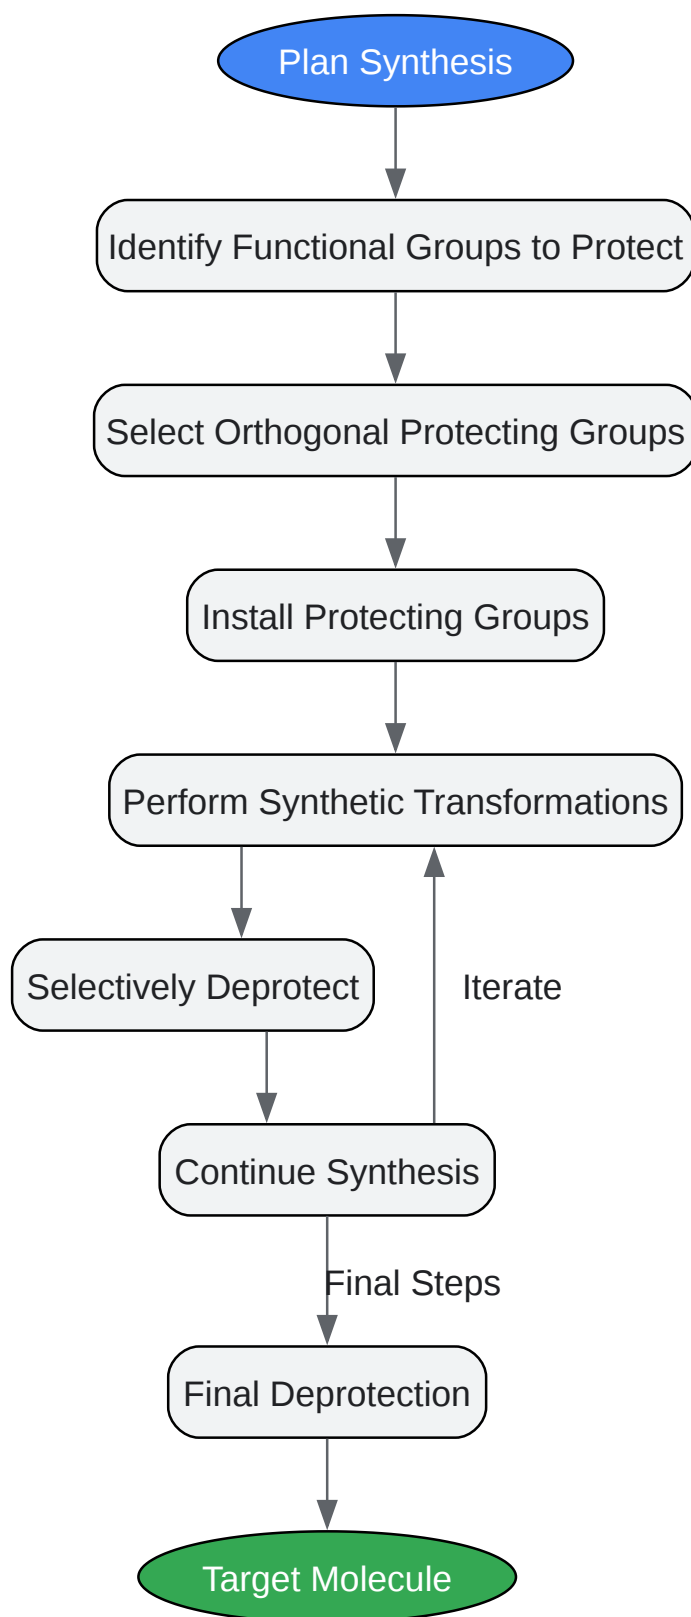 Plan Synthesis
Identify Functional Groups to Protect
Select Orthogonal Protecting Groups
Install Protecting Groups
Perform Synthetic Transformations
Selectively Deprotect
Iterate
Continue Synthesis
Final Steps
Final Deprotection
Target Molecule